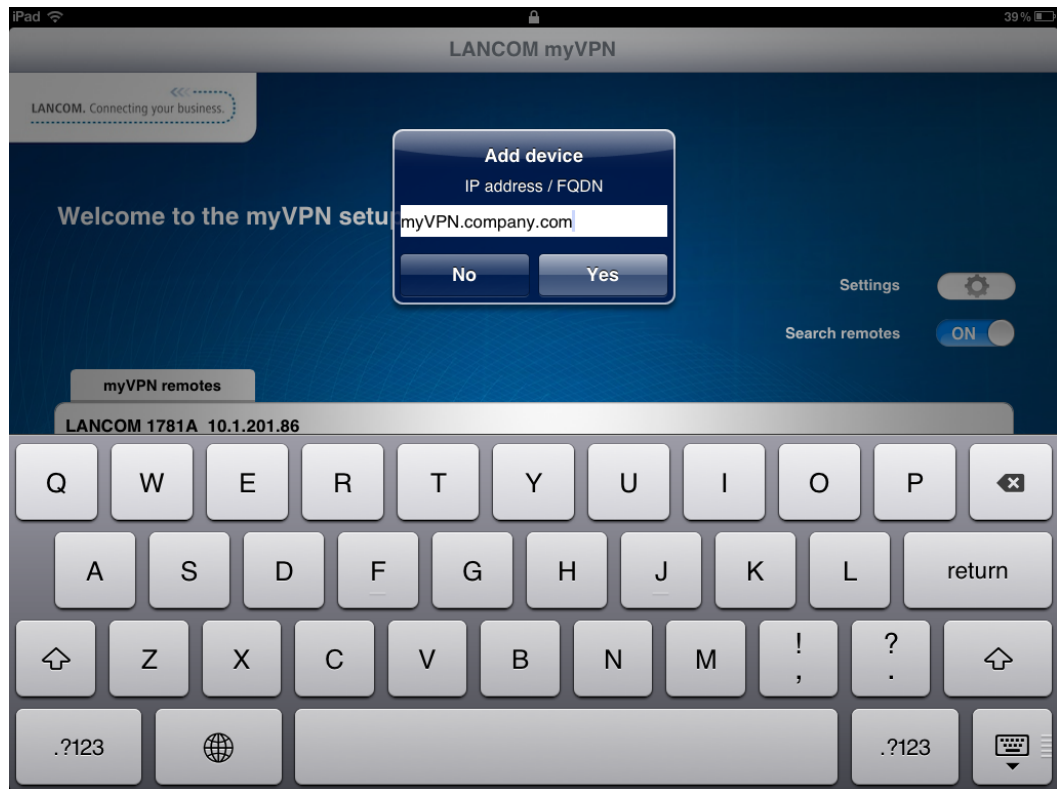 iPad 39%
LANCOM myVPN
LANCOM. Connecting your business.
Add device
IP address / FQDN
myVPN.company.com
No Yes
Welcome to the myVPN setu
Settings
Search remotes ON
myVPN remotes
LANCOM 1781A 10.1.201.86
Q W E R T Y U I O P
A S D F G H J K L return
Z X C V B N M ! , ? .
.?123 .?123